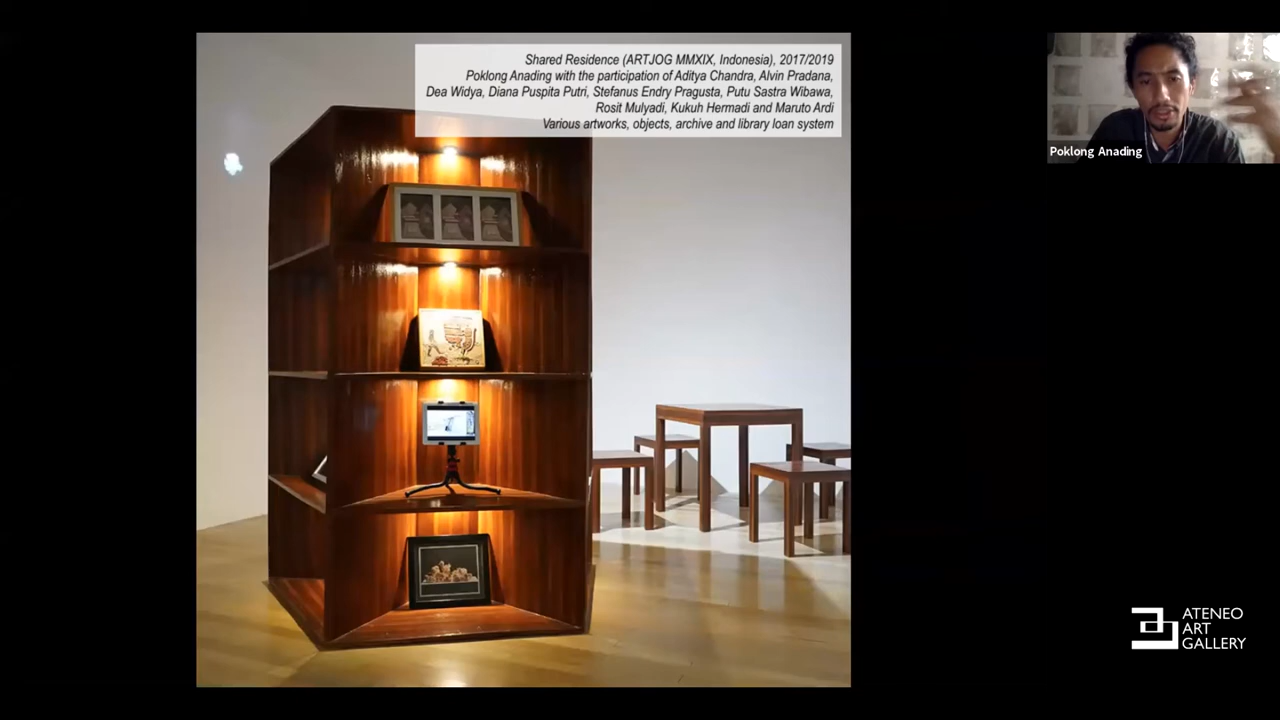 Shared Residence (ARTJOG MMXIX, Indonesia), 2017/2019
Poklong Anading with the participation of Aditya Chandra, Alvin Pradana,
Dea Widya, Diana Puspita Putri, Stefanus Endry Pragusta, Putu Sastra Wibawa,
Rosit Mulyadi, Kukuh Hermadi and Maruto Ardi
Various artworks, objects, archive and library loan system
Poklong Anading
ATENEO
ART
GALLERY